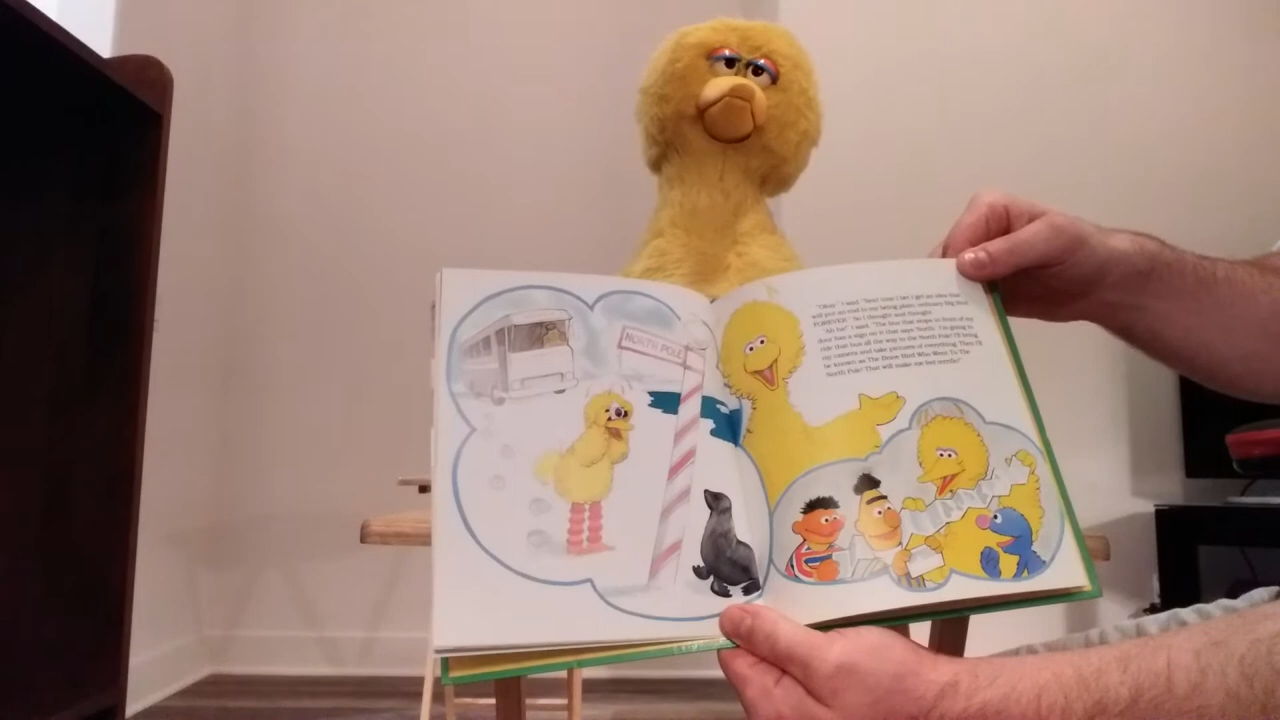 NORTH POLE
"Okay," I said, "Next time I bet I get an idea that
will put an end to my being plain, ordinary Big Bird
FOREVER." So I thought and thought.
"Ah ha!" I said. "The bus that stops in front of my
door has a sign on it that says North. I'm going to
ride that bus all the way to the North Pole! I'll bring
my camera and take pictures of everything. Then I'll
be known as The Brave Bird Who Went To The
North Pole! That will make me feel terrific!"